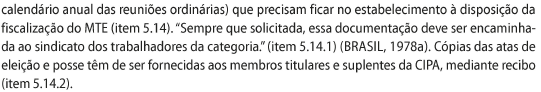 calendário anual das reuniões ordinárias) que precisam ficar no estabelecimento à disposição da
fiscalização do MTE (item 5.14). “Sempre que solicitada, essa documentação deve ser encaminha-
da ao sindicato dos trabalhadores da categoria.” (item 5.14.1) (BRASIL, 1978a). Cópias das atas de
eleição e posse têm de ser fornecidas aos membros titulares e suplentes da CIPA, mediante recibo
(item 5.14.2).